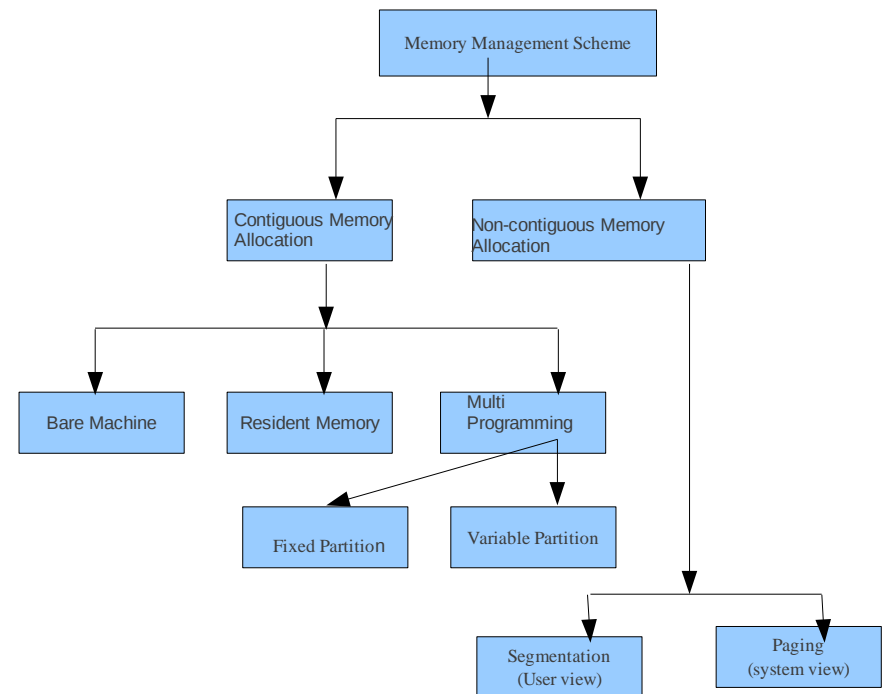 Memory Management Scheme
Contiguous Memory
Allocation
Non-contiguous Memory
Allocation
Bare Machine
Resident Memory
Multi
Programming
Fixed Partition
Variable Partition
Segmentation
(User view)
Paging
(system view)